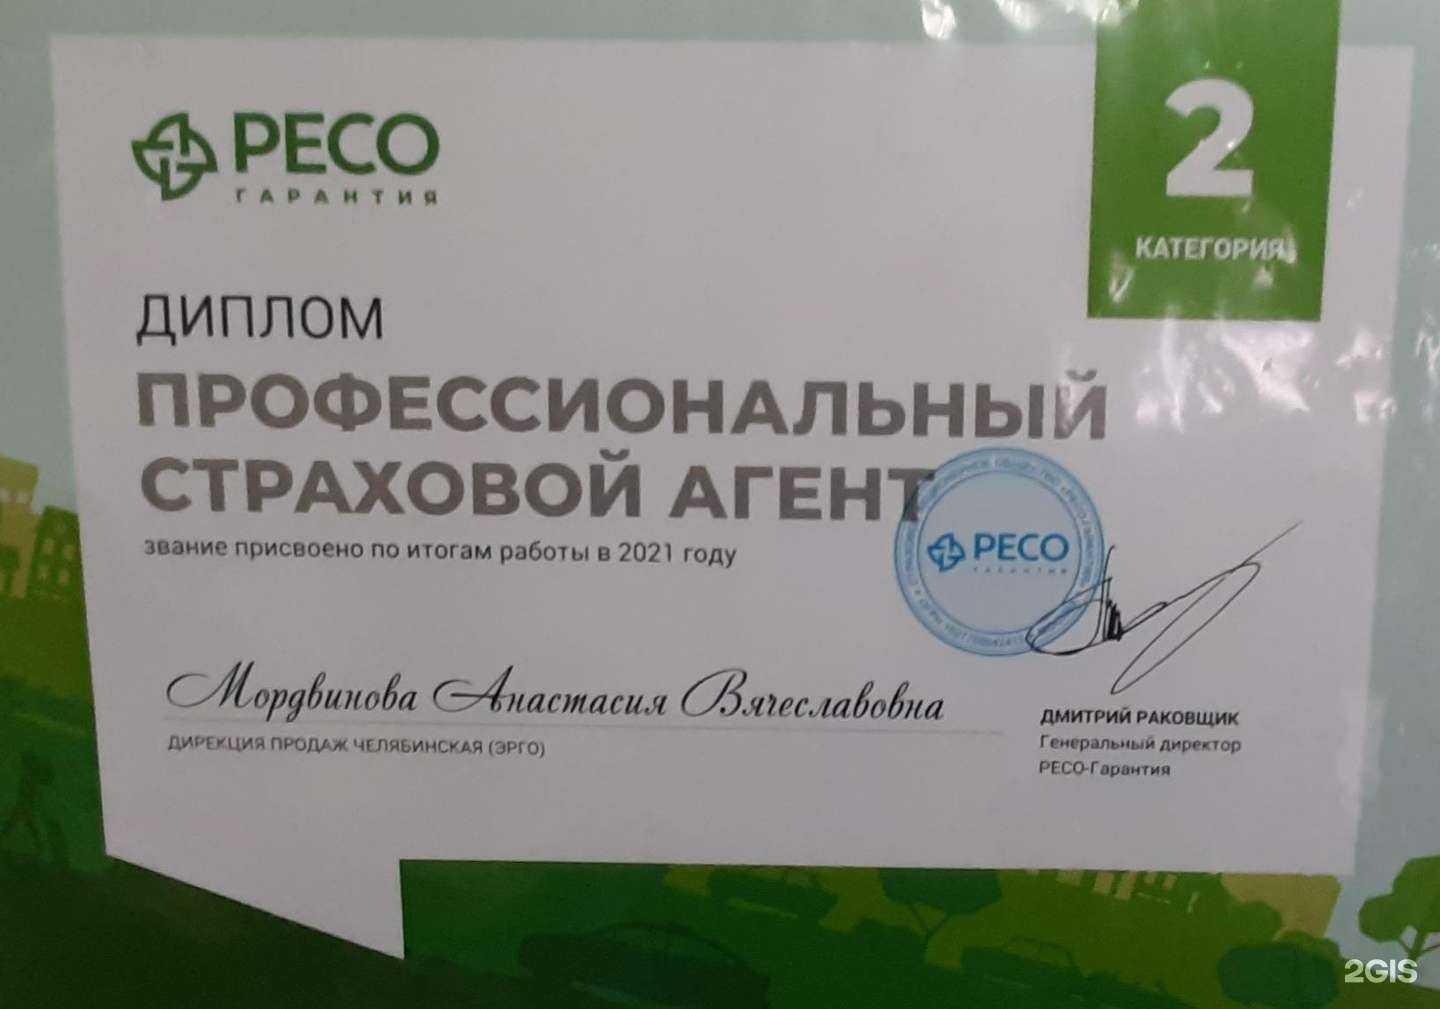 РЕСО
ГАРАНТИЯ
2
КАТЕГОРИЯ
ДИПЛОМ
ПРОФЕССИОНАЛЬНЫЙ
СТРАХОВОЙ АГЕНТ
звание присвоено по итогам работы в 2021 году
РЕСО
ГАРАНТИЯ
Мордвинова Анастасия Вячеславовна
ДИРЕКЦИЯ ПРОДАЖ ЧЕЛЯБИНСКАЯ (ЭРГО)
ДМИТРИЙ РАКОВЩИК
Генеральный директор
РЕСО-Гарантия
2GIS